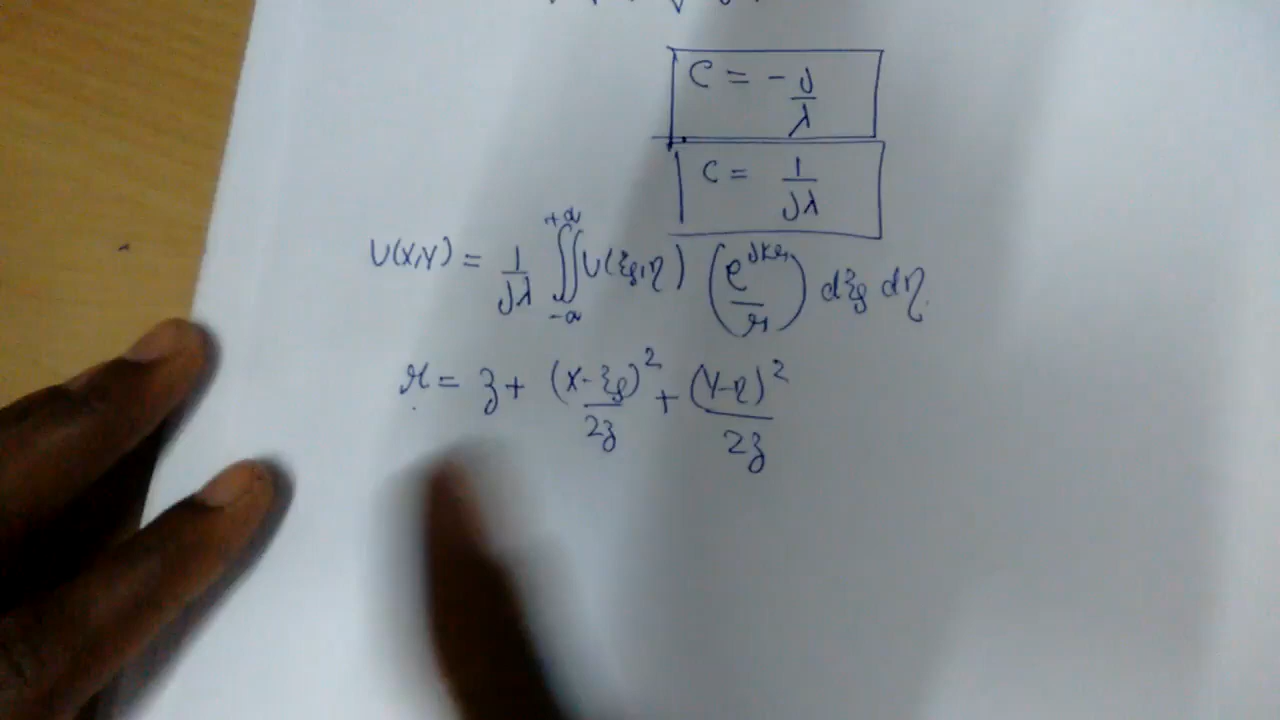 C = -j/λ
C = 1/jλ
U(x,y) = 1/jλ ∬_{-α}^{+α} U(ξ,η) (e^{jkr}/r) dξ dη.
r = z + (x-ξ)²/2z + (y-η)²/2z